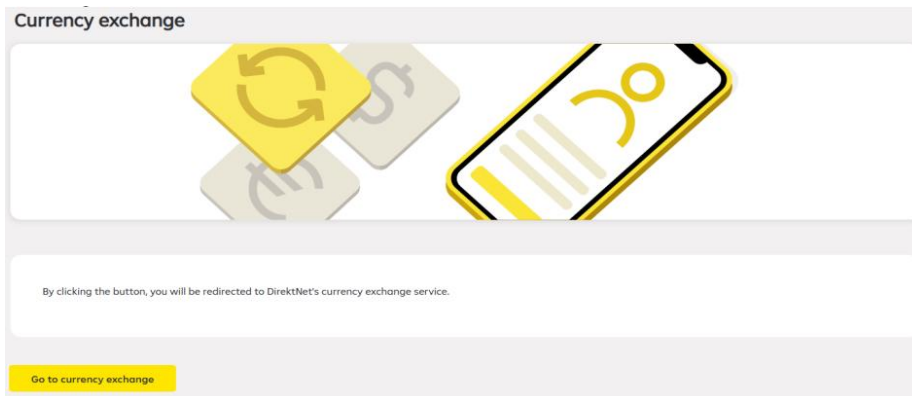 Currency exchange
By clicking the button, you will be redirected to DirektNet's currency exchange service.
Go to currency exchange